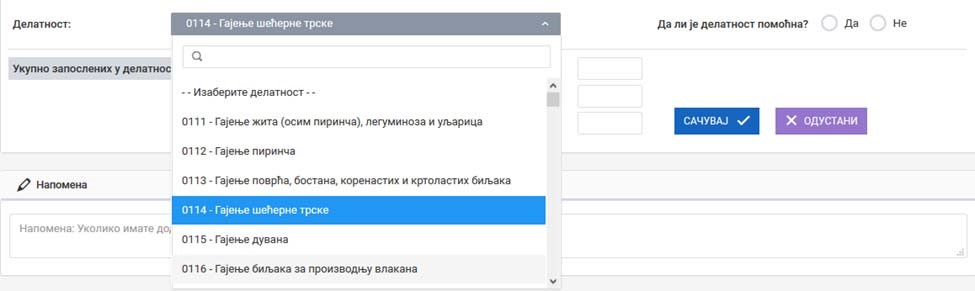 Делатност:
0114 - Гајење шећерне трске
Да ли је делатност помоћна?
Да
Не
Укупно запослених у делатнос
- - Изаберите делатност - -
0111 - Гајење жита (осим пиринча), легуминоза и уљарица
0112 - Гајење пиринча
0113 - Гајење поврћа, бостана, коренастих и кртоластих биљака
0114 - Гајење шећерне трске
0115 - Гајење дувана
0116 - Гајење биљака за производњу влакана
САЧУВАЈ
ОДУСТАНИ
Напомена
Напомена: Уколико имате дод